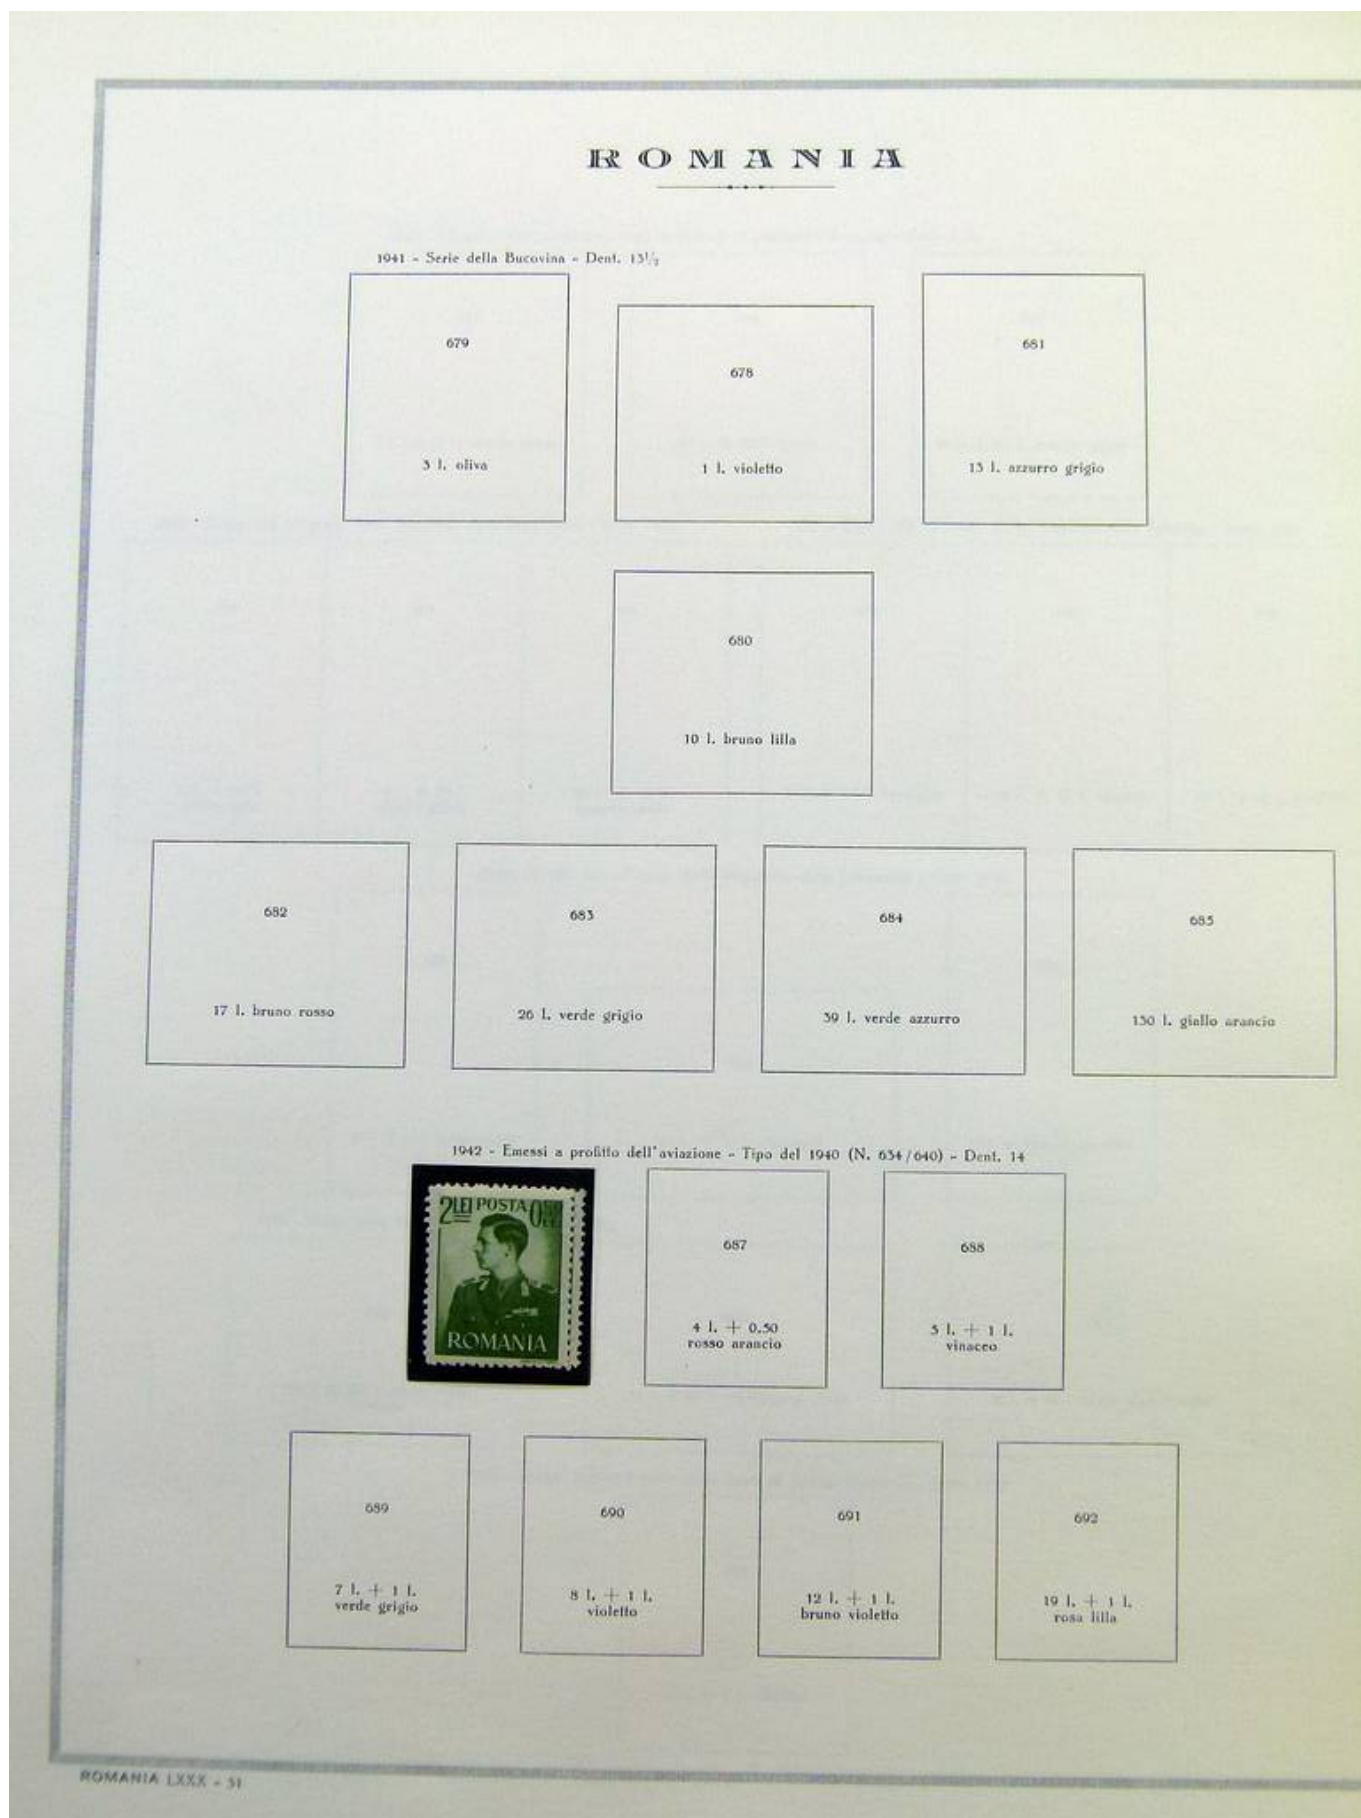 ROMANIA
1941 - Serie della Bucovina - Dent. 13½
679
3 l. oliva
678
1 l. violetto
681
13 l. azzurro grigio
680
10 l. bruno lilla
682
17 l. bruno rosso
683
26 l. verde grigio
684
39 l. verde azzurro
685
130 l. giallo arancio
1942 - Emessi a profitto dell'aviazione - Tipo del 1940 (N. 634/640) - Dent. 14
2 LEI POSTA 0,50
ROMANIA
687
4 l. + 0.50
rosso arancio
688
5 l. + 1 l.
vinaceo
689
7 l. + 1 l.
verde grigio
690
8 l. + 1 l.
violetto
691
12 l. + 1 l.
bruno violetto
692
19 l. + 1 l.
rosa lilla
ROMANIA LXXX - 31